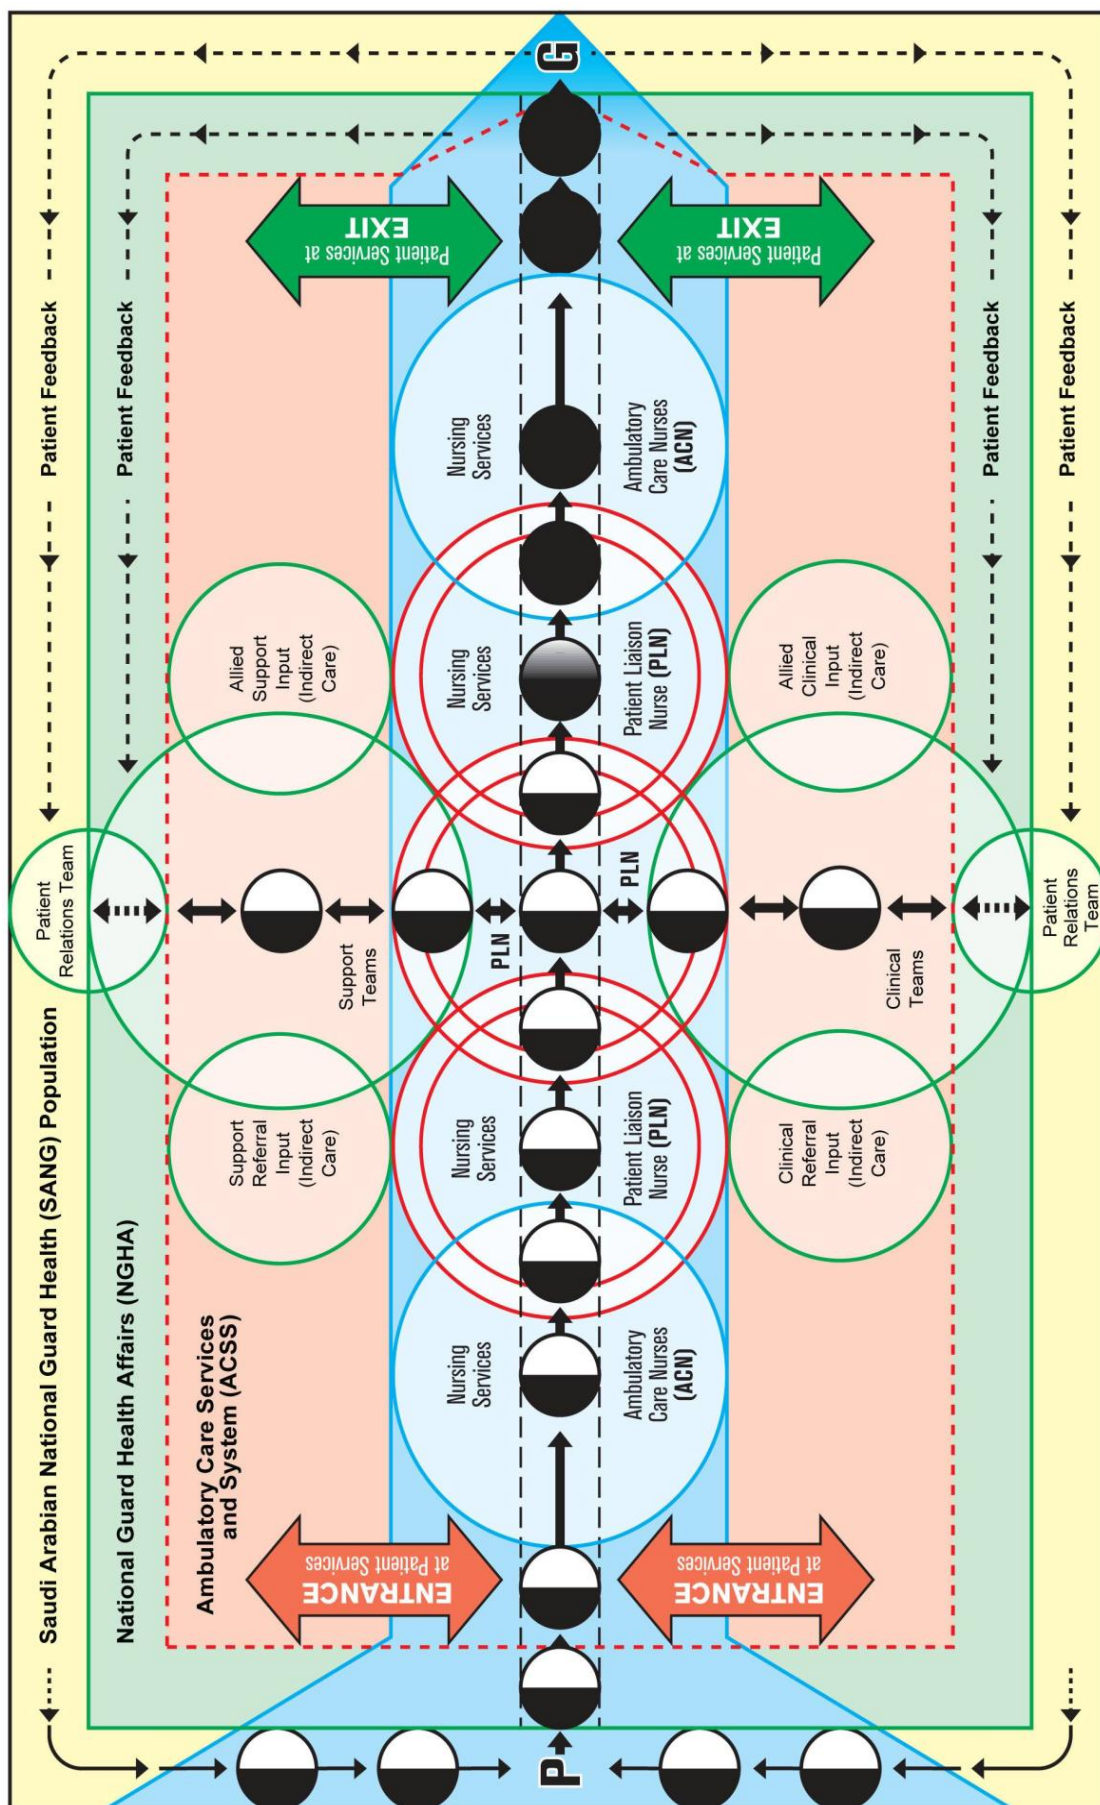 Saudi Arabian National Guard Health (SANG) Population
National Guard Health Affairs (NGHA)
Ambulatory Care Services
and System (ACSS)
Patient
Relations Team
Patient Feedback
Patient Feedback
ENTRANCE
at Patient Services
Support
Referral
Input
(Indirect
Care)
Support
Teams
Allied
Support
Input
(Indirect
Care)
Patient Services at
EXIT
Nursing
Services
Nursing
Services
PLN
Nursing
Services
Nursing
Services
P
G
Ambulatory
Care Nurses
(ACN)
Patient Liaison
Nurse (PLN)
PLN
Patient Liaison
Nurse (PLN)
Ambulatory
Care Nurses
(ACN)
ENTRANCE
at Patient Services
Clinical
Referral
Input
(Indirect
Care)
Clinical
Teams
Allied
Clinical
Input
(Indirect
Care)
Patient Services at
EXIT
Patient Feedback
Patient
Relations
Team
Patient Feedback